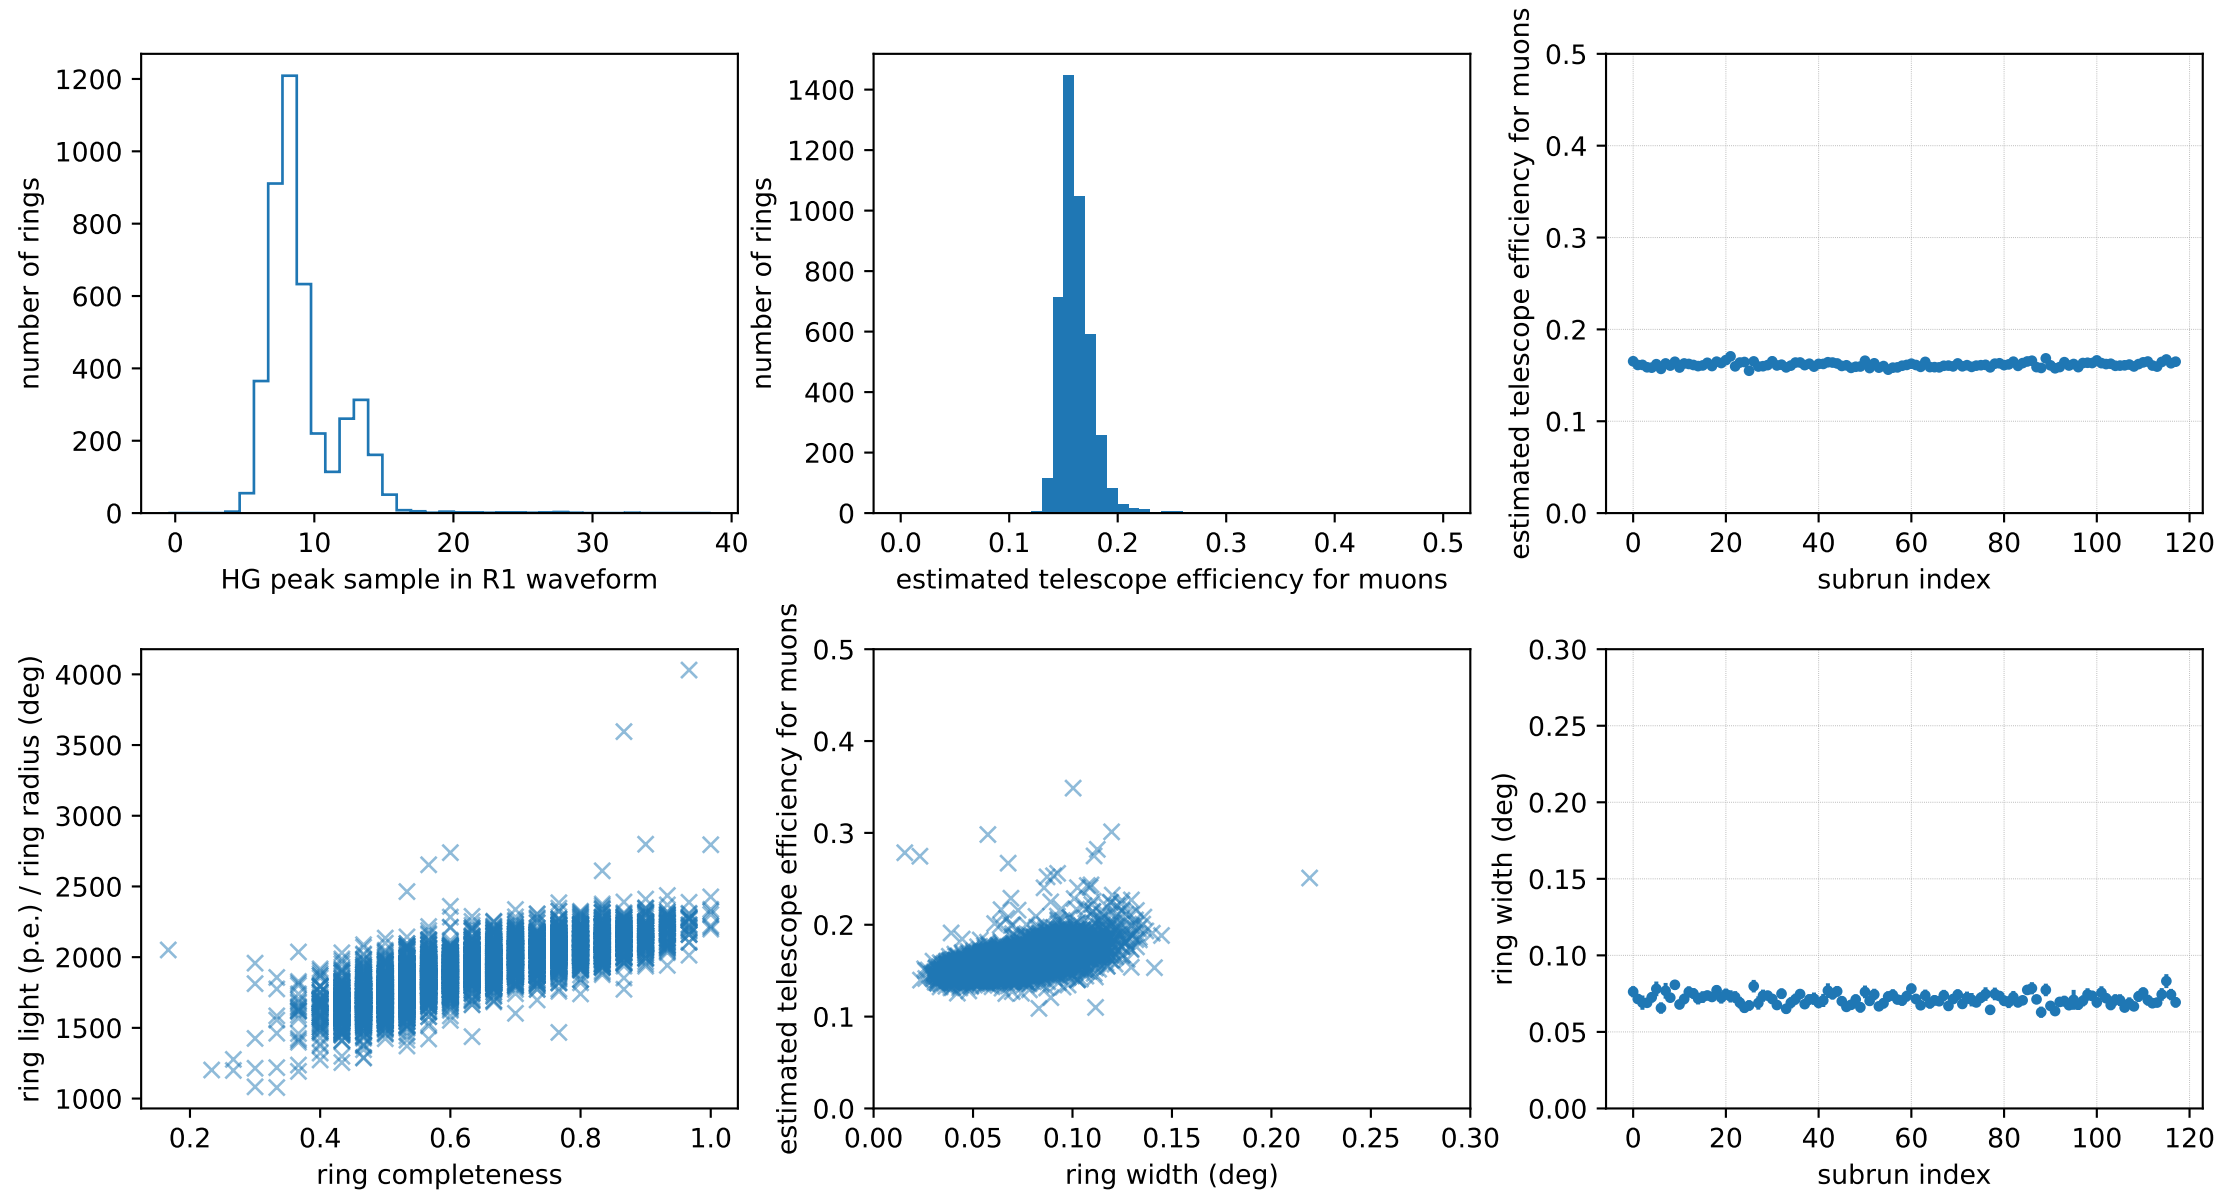 1200
1000
800
600
400
200
0
number of rings
0 10 20 30 40
HG peak sample in R1 waveform
1400
1200
1000
800
600
400
200
0
number of rings
0.0 0.1 0.2 0.3 0.4 0.5
estimated telescope efficiency for muons
0.5
0.4
0.3
0.2
0.1
0.0
estimated telescope efficiency for muons
0 20 40 60 80 100 120
subrun index
4000
3500
3000
2500
2000
1500
1000
ring light (p.e.) / ring radius (deg)
0.2 0.4 0.6 0.8 1.0
ring completeness
0.5
0.4
0.3
0.2
0.1
0.0
estimated telescope efficiency for muons
0.00 0.05 0.10 0.15 0.20 0.25 0.30
ring width (deg)
0.30
0.25
0.20
0.15
0.10
0.05
0.00
ring width (deg)
0 20 40 60 80 100 120
subrun index